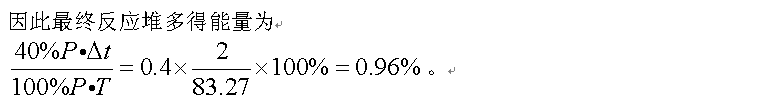 因此最终反应堆多得能量为↵
40%P•Δt / 100%P•T = 0.4 × 2 / 83.27 × 100% = 0.96% 。↵